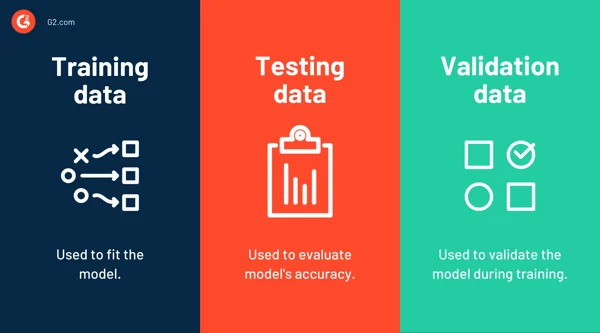 G2.com
Training
data
Used to fit the
model.
Testing
data
Used to evaluate
model's accuracy.
Validation
data
Used to validate the
model during training.